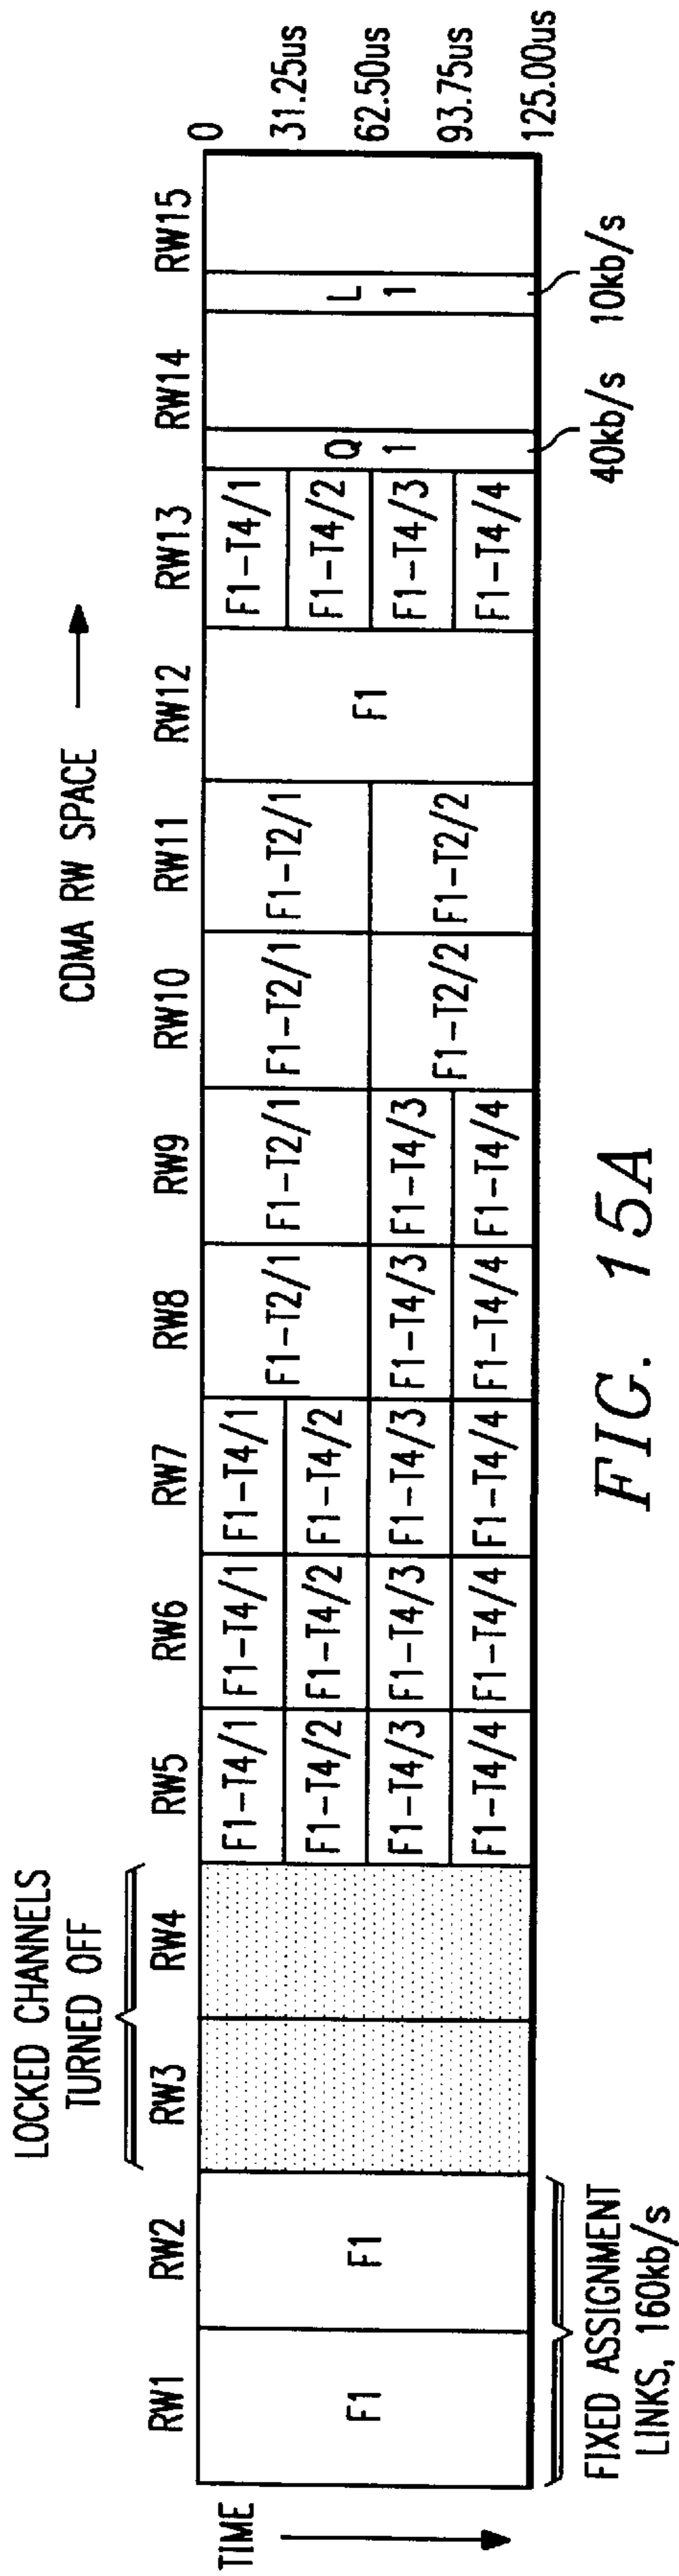 CDMA RW SPACE
LOCKED CHANNELS
TURNED OFF
RW1 RW2 RW3 RW4 RW5 RW6 RW7 RW8 RW9 RW10 RW11 RW12 RW13 RW14 RW15
TIME
0
31.25us
62.50us
93.75us
125.00us
F1
F1
F1-T4/1
F1-T4/2
F1-T4/3
F1-T4/4
F1-T4/1
F1-T4/2
F1-T4/3
F1-T4/4
F1-T4/1
F1-T4/2
F1-T4/3
F1-T4/4
F1-T2/1
F1-T4/3
F1-T4/4
F1-T2/1
F1-T4/3
F1-T4/4
F1-T2/1
F1-T2/2
F1-T2/1
F1-T2/2
F1
F1-T4/1
F1-T4/2
F1-T4/3
F1-T4/4
Q
1
L
1
FIXED ASSIGNMENT
LINKS, 160kb/s
40kb/s
10kb/s
FIG. 15A